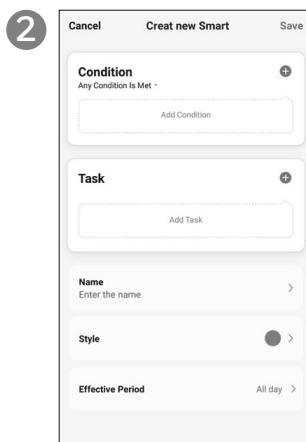 2
Cancel Creat new Smart Save
Condition
Any Condition Is Met
Add Condition
Task
Add Task
Name
Enter the name
Style
Effective Period All day